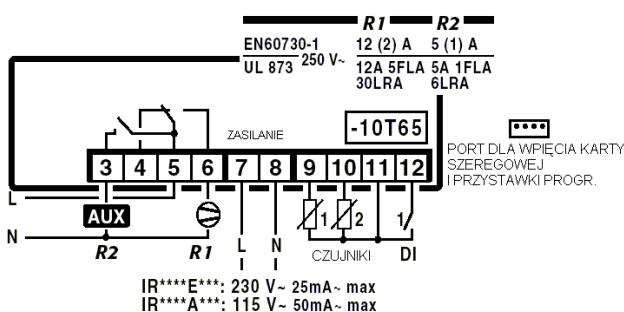 R1 R2
EN60730-1 250 V~ 12 (2) A 5 (1) A
UL 873 12A 5FLA 5A 1FLA
30LRA 6LRA
ZASILANIE
-10T65
PORT DLA WPIĘCIA KARTY
SZEREGOWEJ
I PRZYSTAWKI PROGR.
3 4 5 6 7 8 9 10 11 12
L
AUX
1 2 1
N
R2 R1 L N CZUJNIKI DI
IR****E***: 230 V~ 25mA~ max
IR****A***: 115 V~ 50mA~ max